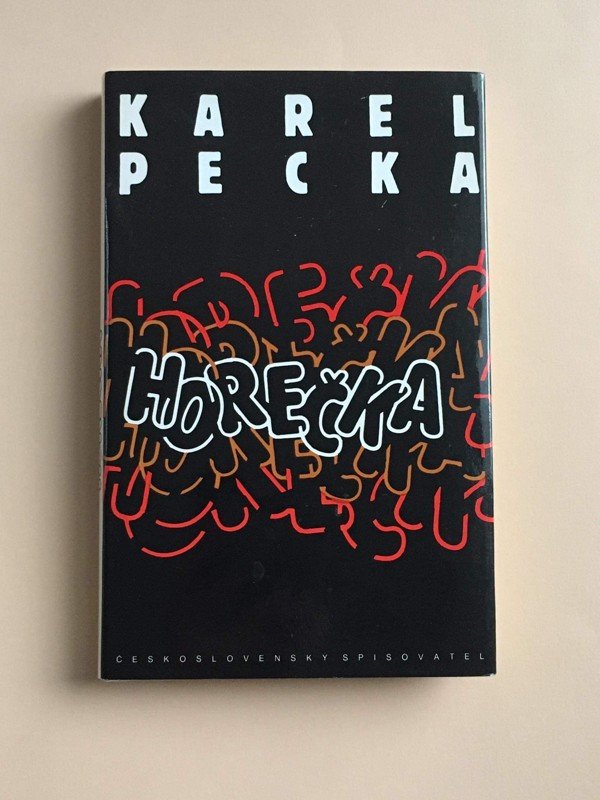 KAREL
PECKA
HOREČKA
ČESKOSLOVENSKÝ SPISOVATEL